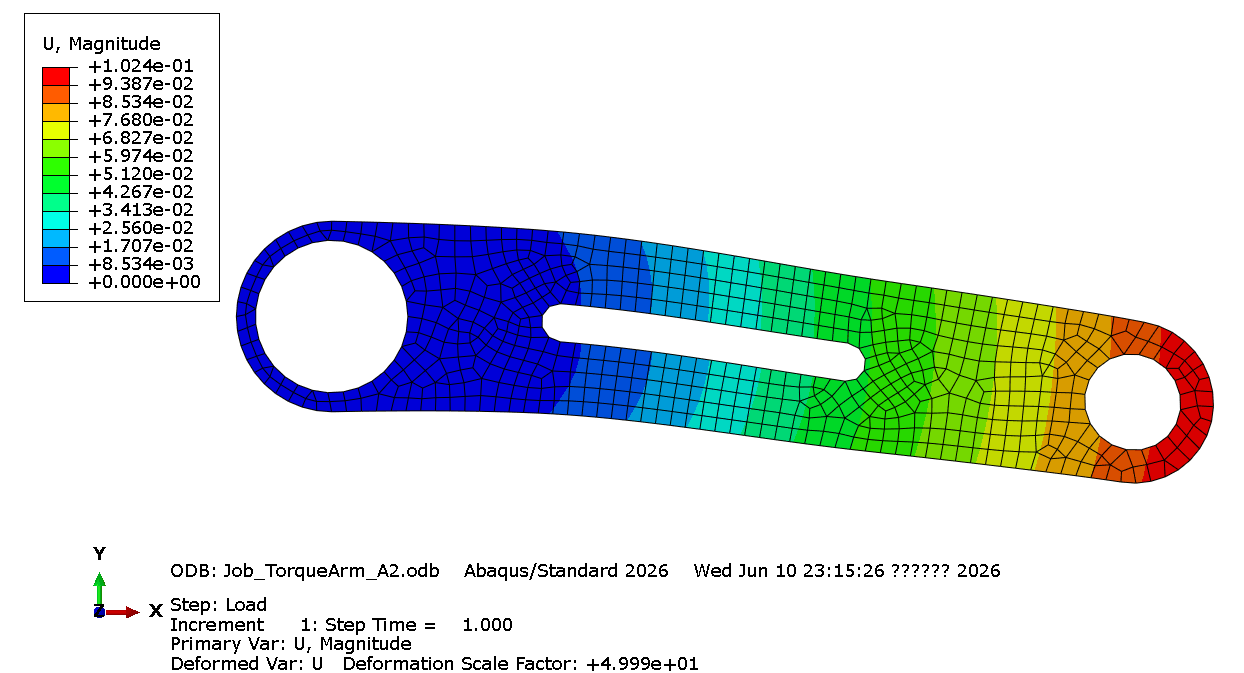 U, Magnitude
+1.024e-01
+9.387e-02
+8.534e-02
+7.680e-02
+6.827e-02
+5.974e-02
+5.120e-02
+4.267e-02
+3.413e-02
+2.560e-02
+1.707e-02
+8.534e-03
+0.000e+00
Y
Z X
ODB: Job_TorqueArm_A2.odb Abaqus/Standard 2026 Wed Jun 10 23:15:26 ?????? 2026
Step: Load
Increment 1: Step Time = 1.000
Primary Var: U, Magnitude
Deformed Var: U Deformation Scale Factor: +4.999e+01